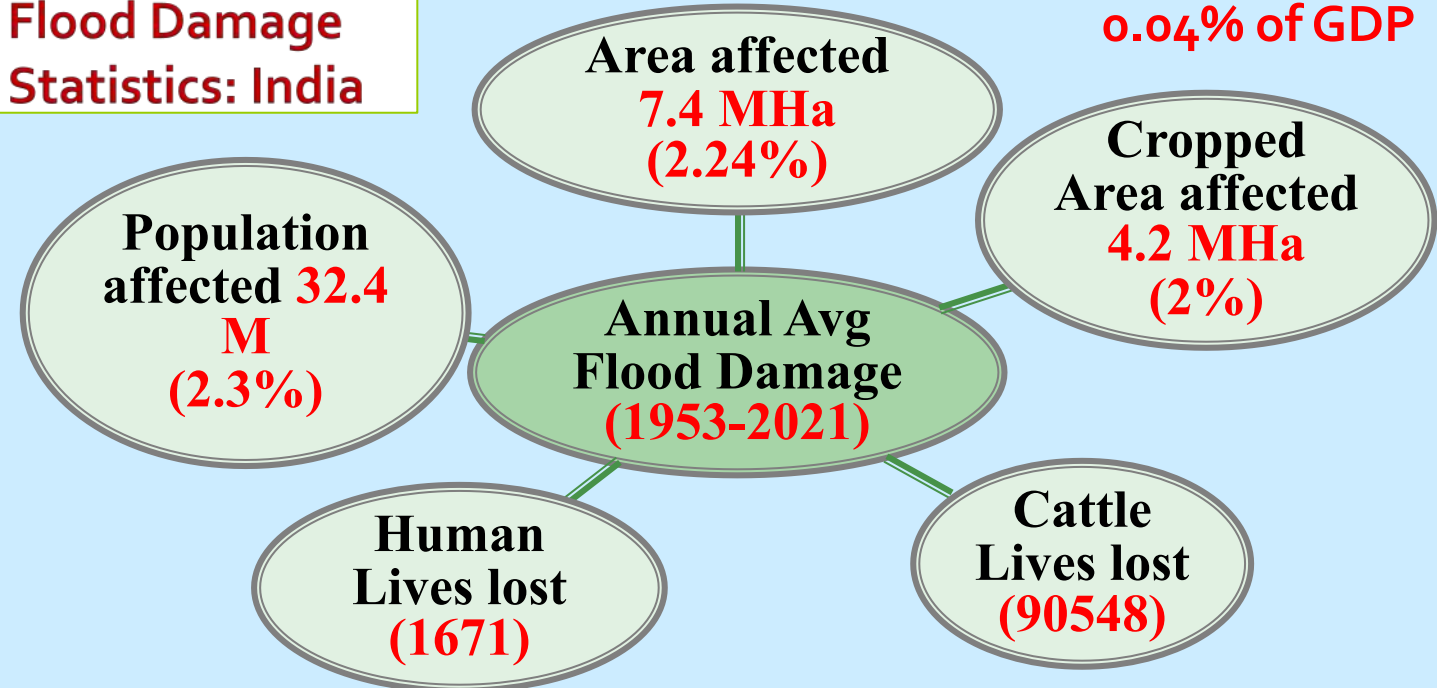 Flood Damage
Statistics: India
0.04% of GDP
Area affected
7.4 MHa
(2.24%)
Cropped
Area affected
4.2 MHa
(2%)
Population
affected 32.4
M
(2.3%)
Annual Avg
Flood Damage
(1953-2021)
Human
Lives lost
(1671)
Cattle
Lives lost
(90548)